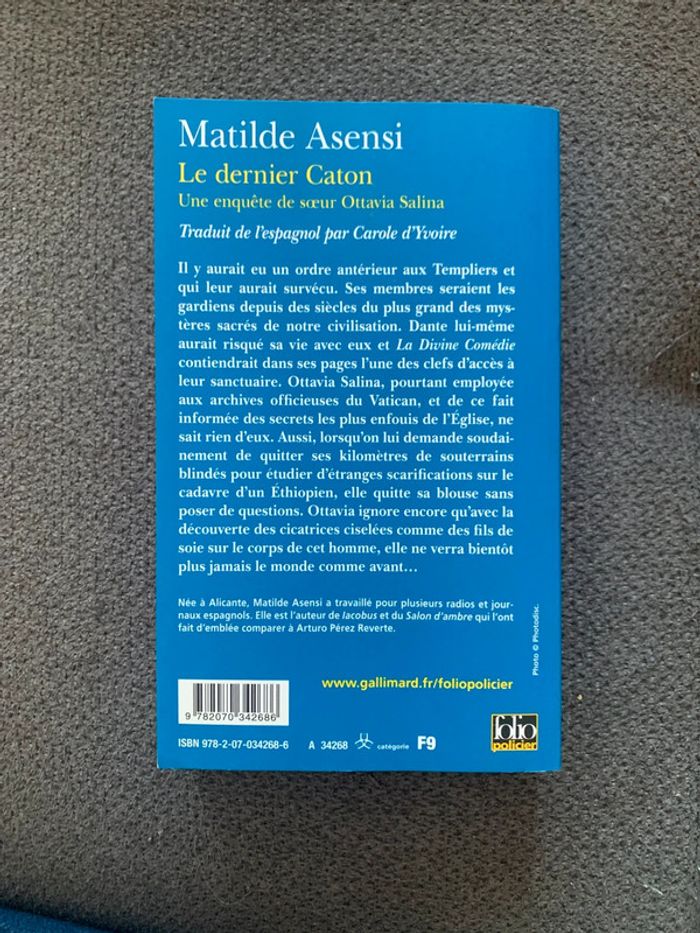 Matilde Asensi
Le dernier Caton
Une enquête de sœur Ottavia Salina
Traduit de l'espagnol par Carole d'Yvoire
Il y aurait eu un ordre antérieur aux Templiers et
qui leur aurait survécu. Ses membres seraient les
gardiens depuis des siècles du plus grand des mys-
tères sacrés de notre civilisation. Dante lui-même
aurait risqué sa vie avec eux et La Divine Comédie
contiendrait dans ses pages l'une des clefs d'accès à
leur sanctuaire. Ottavia Salina, pourtant employée
aux archives officieuses du Vatican, et de ce fait
informée des secrets les plus enfouis de l'Église, ne
sait rien d'eux. Aussi, lorsqu'on lui demande soudai-
nement de quitter ses kilomètres de souterrains
blindés pour étudier d'étranges scarifications sur le
cadavre d'un Éthiopien, elle quitte sa blouse sans
poser de questions. Ottavia ignore encore qu'avec la
découverte des cicatrices ciselées comme des fils de
soie sur le corps de cet homme, elle ne verra bientôt
plus jamais le monde comme avant…
Née à Alicante, Matilde Asensi a travaillé pour plusieurs radios et jour-
naux espagnols. Elle est l'auteur de Iacobus et du Salon d'ambre qui l'ont
fait d'emblée comparer à Arturo Pérez Reverte.
Photo © Photodisc.
www.gallimard.fr/foliopolicier
9 782070 342686
ISBN 978-2-07-034268-6 A 34268 catégorie F9
folio
policier